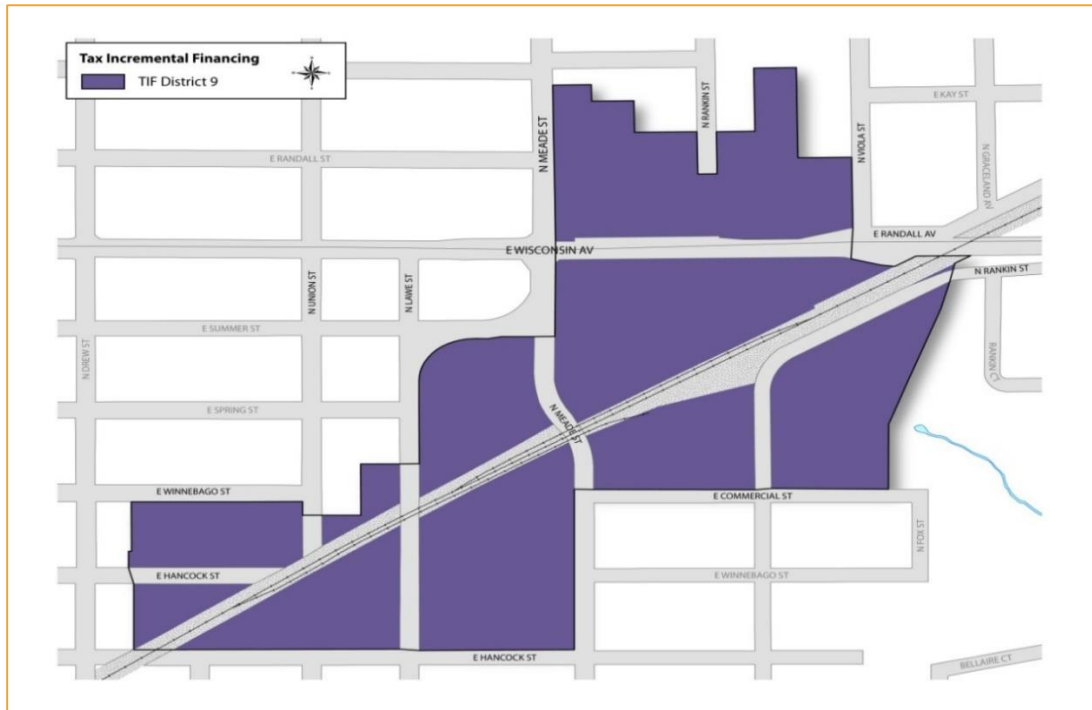 Tax Incremental Financing
TIF District 9
N MEADE ST
N RANKIN ST
N VIOLA ST
E KAY ST
N GRACELAND AV
E RANDALL ST
E RANDALL AV
E WISCONSIN AV
N RANKIN ST
N UNION ST
N LAWE ST
E SUMMER ST
N DREW ST
RANKIN CT
E SPRING ST
N MEADE ST
E WINNEBAGO ST
E COMMERCIAL ST
N FOX ST
E HANCOCK ST
E WINNEBAGO ST
E HANCOCK ST
BELLAIRE CT